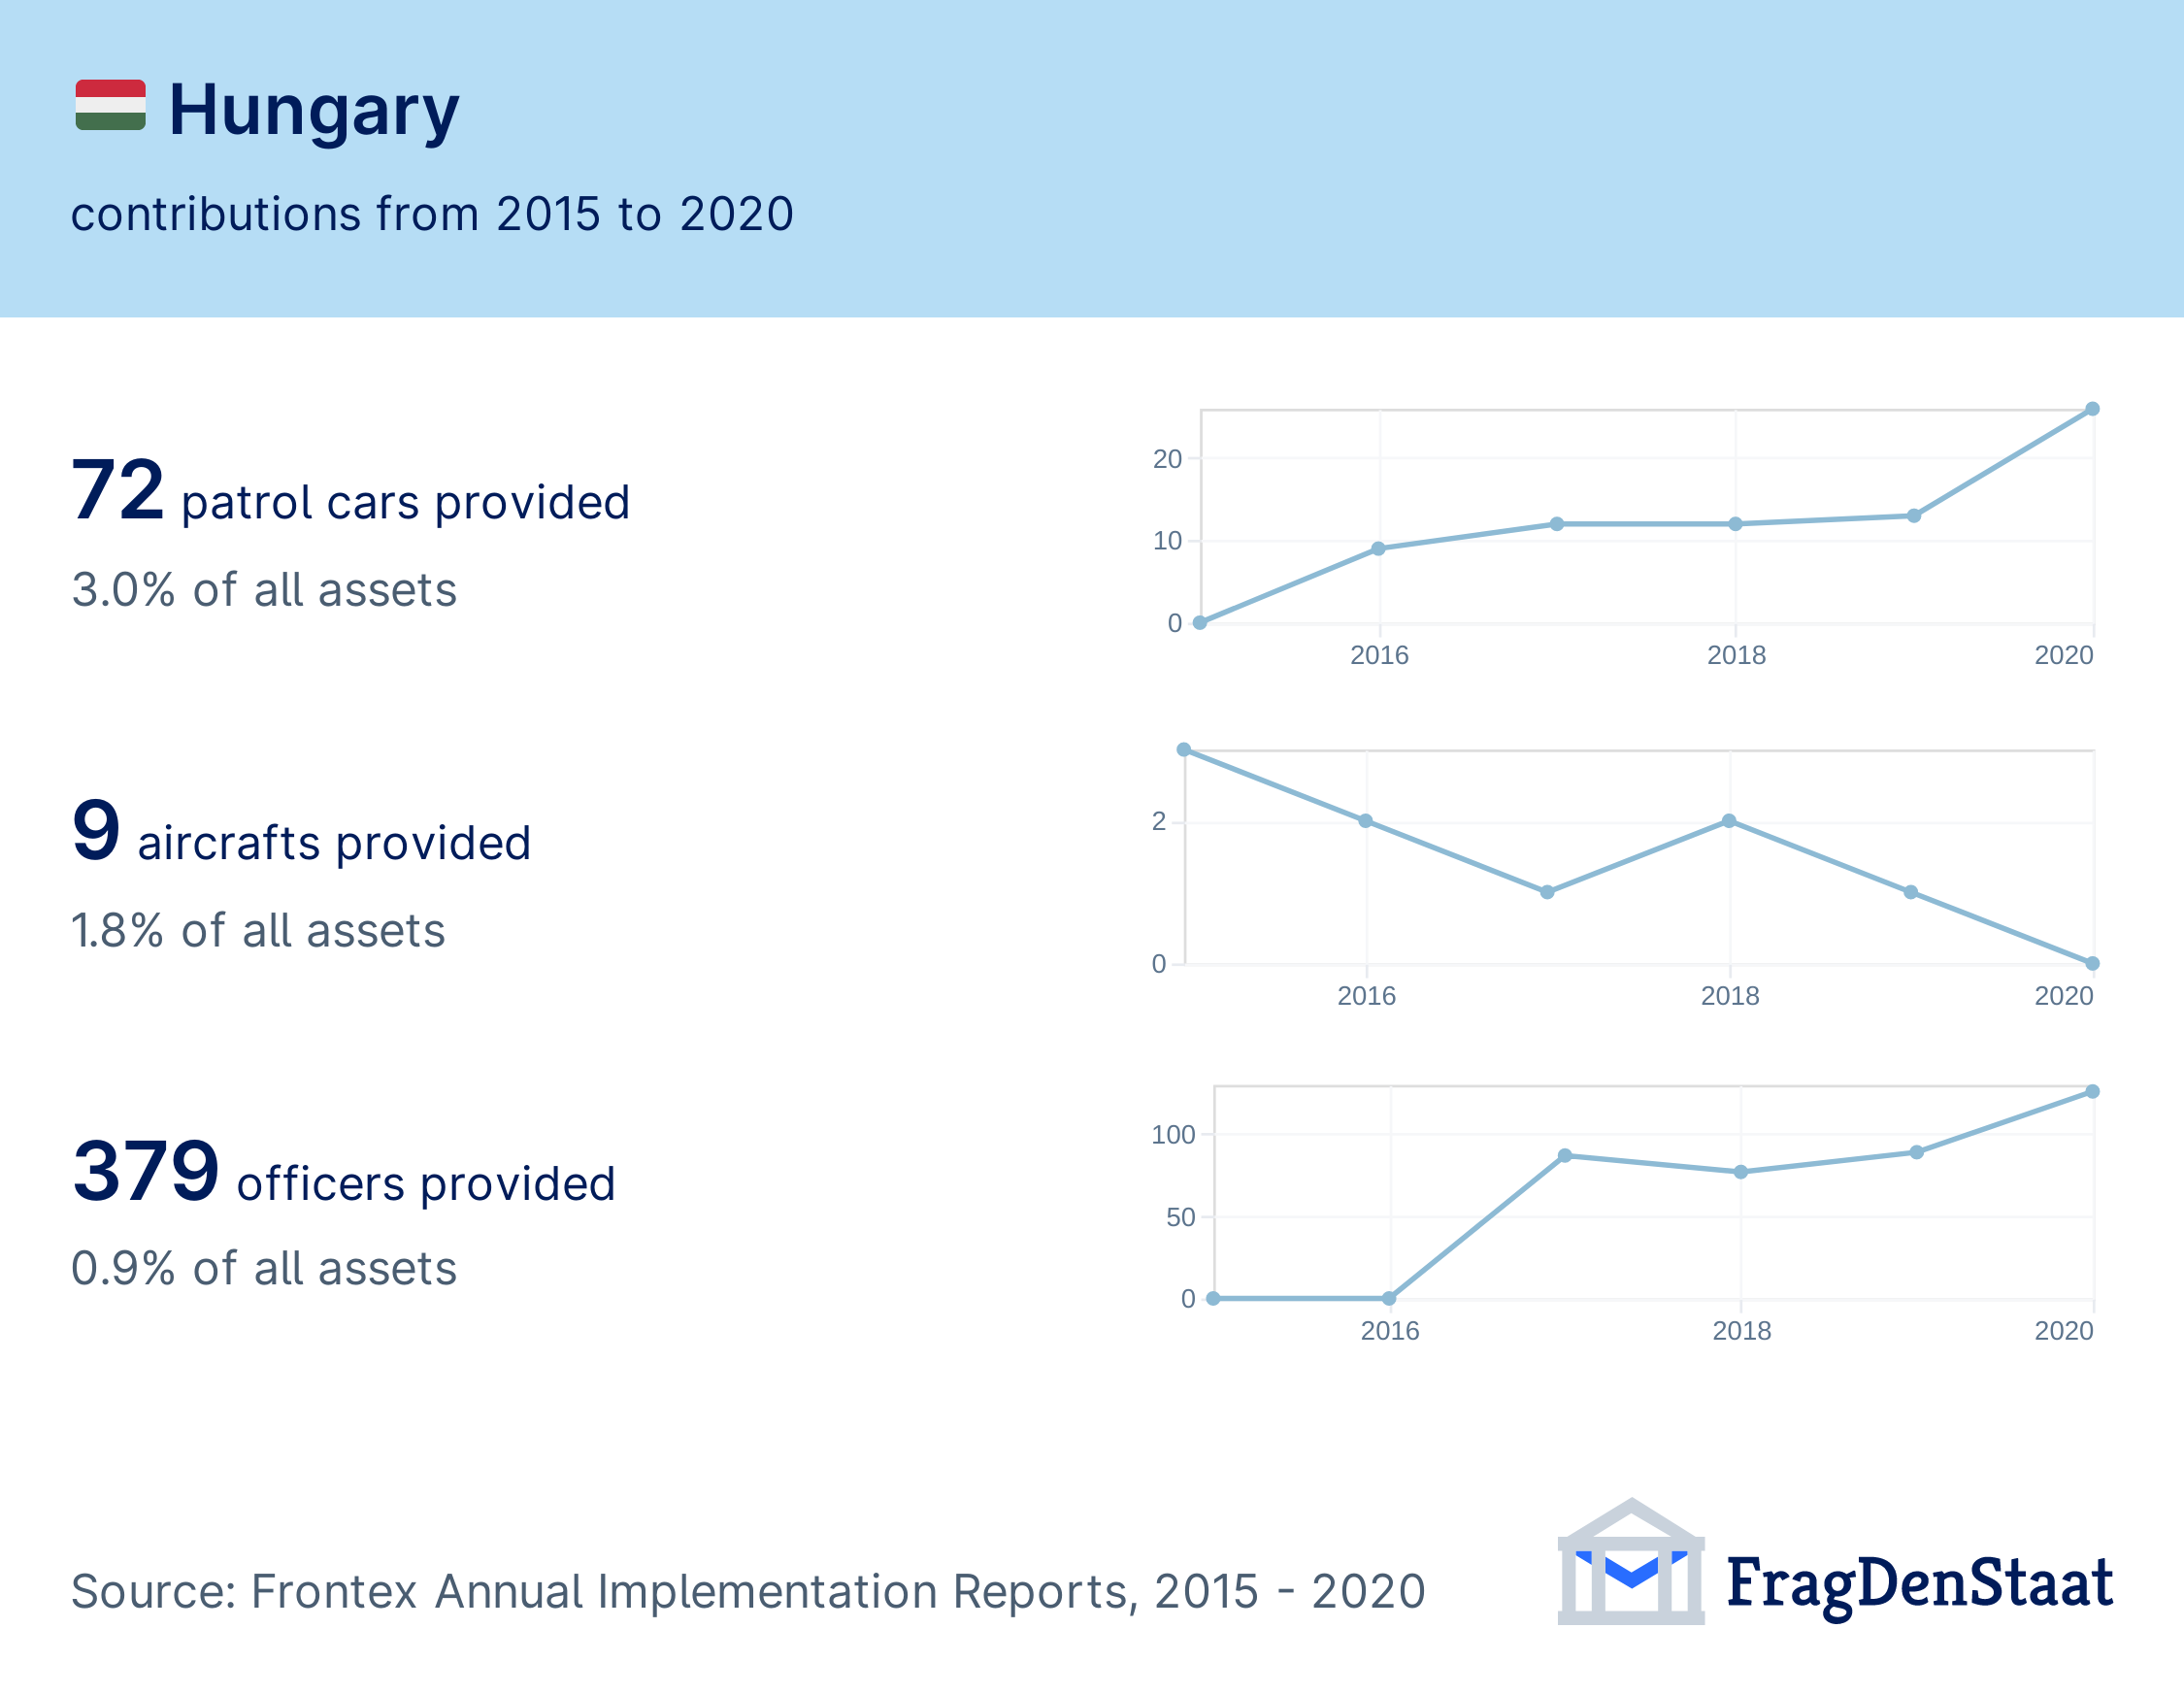 Hungary
contributions from 2015 to 2020
72 patrol cars provided
3.0% of all assets
20
10
0
2016 2018 2020
9 aircrafts provided
1.8% of all assets
2
0
2016 2018 2020
379 officers provided
0.9% of all assets
100
50
0
2016 2018 2020
Source: Frontex Annual Implementation Reports, 2015 - 2020
FragDenStaat